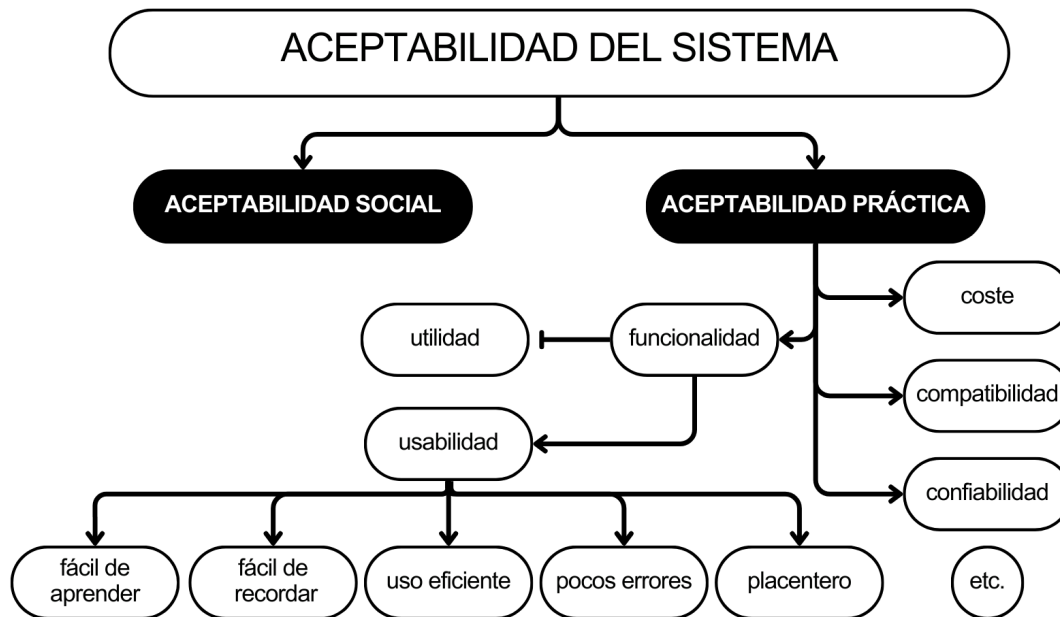 ACEPTABILIDAD DEL SISTEMA
ACEPTABILIDAD SOCIAL
ACEPTABILIDAD PRÁCTICA
coste
utilidad
funcionalidad
compatibilidad
usabilidad
confiabilidad
fácil de
aprender
fácil de
recordar
uso eficiente
pocos errores
placentero
etc.